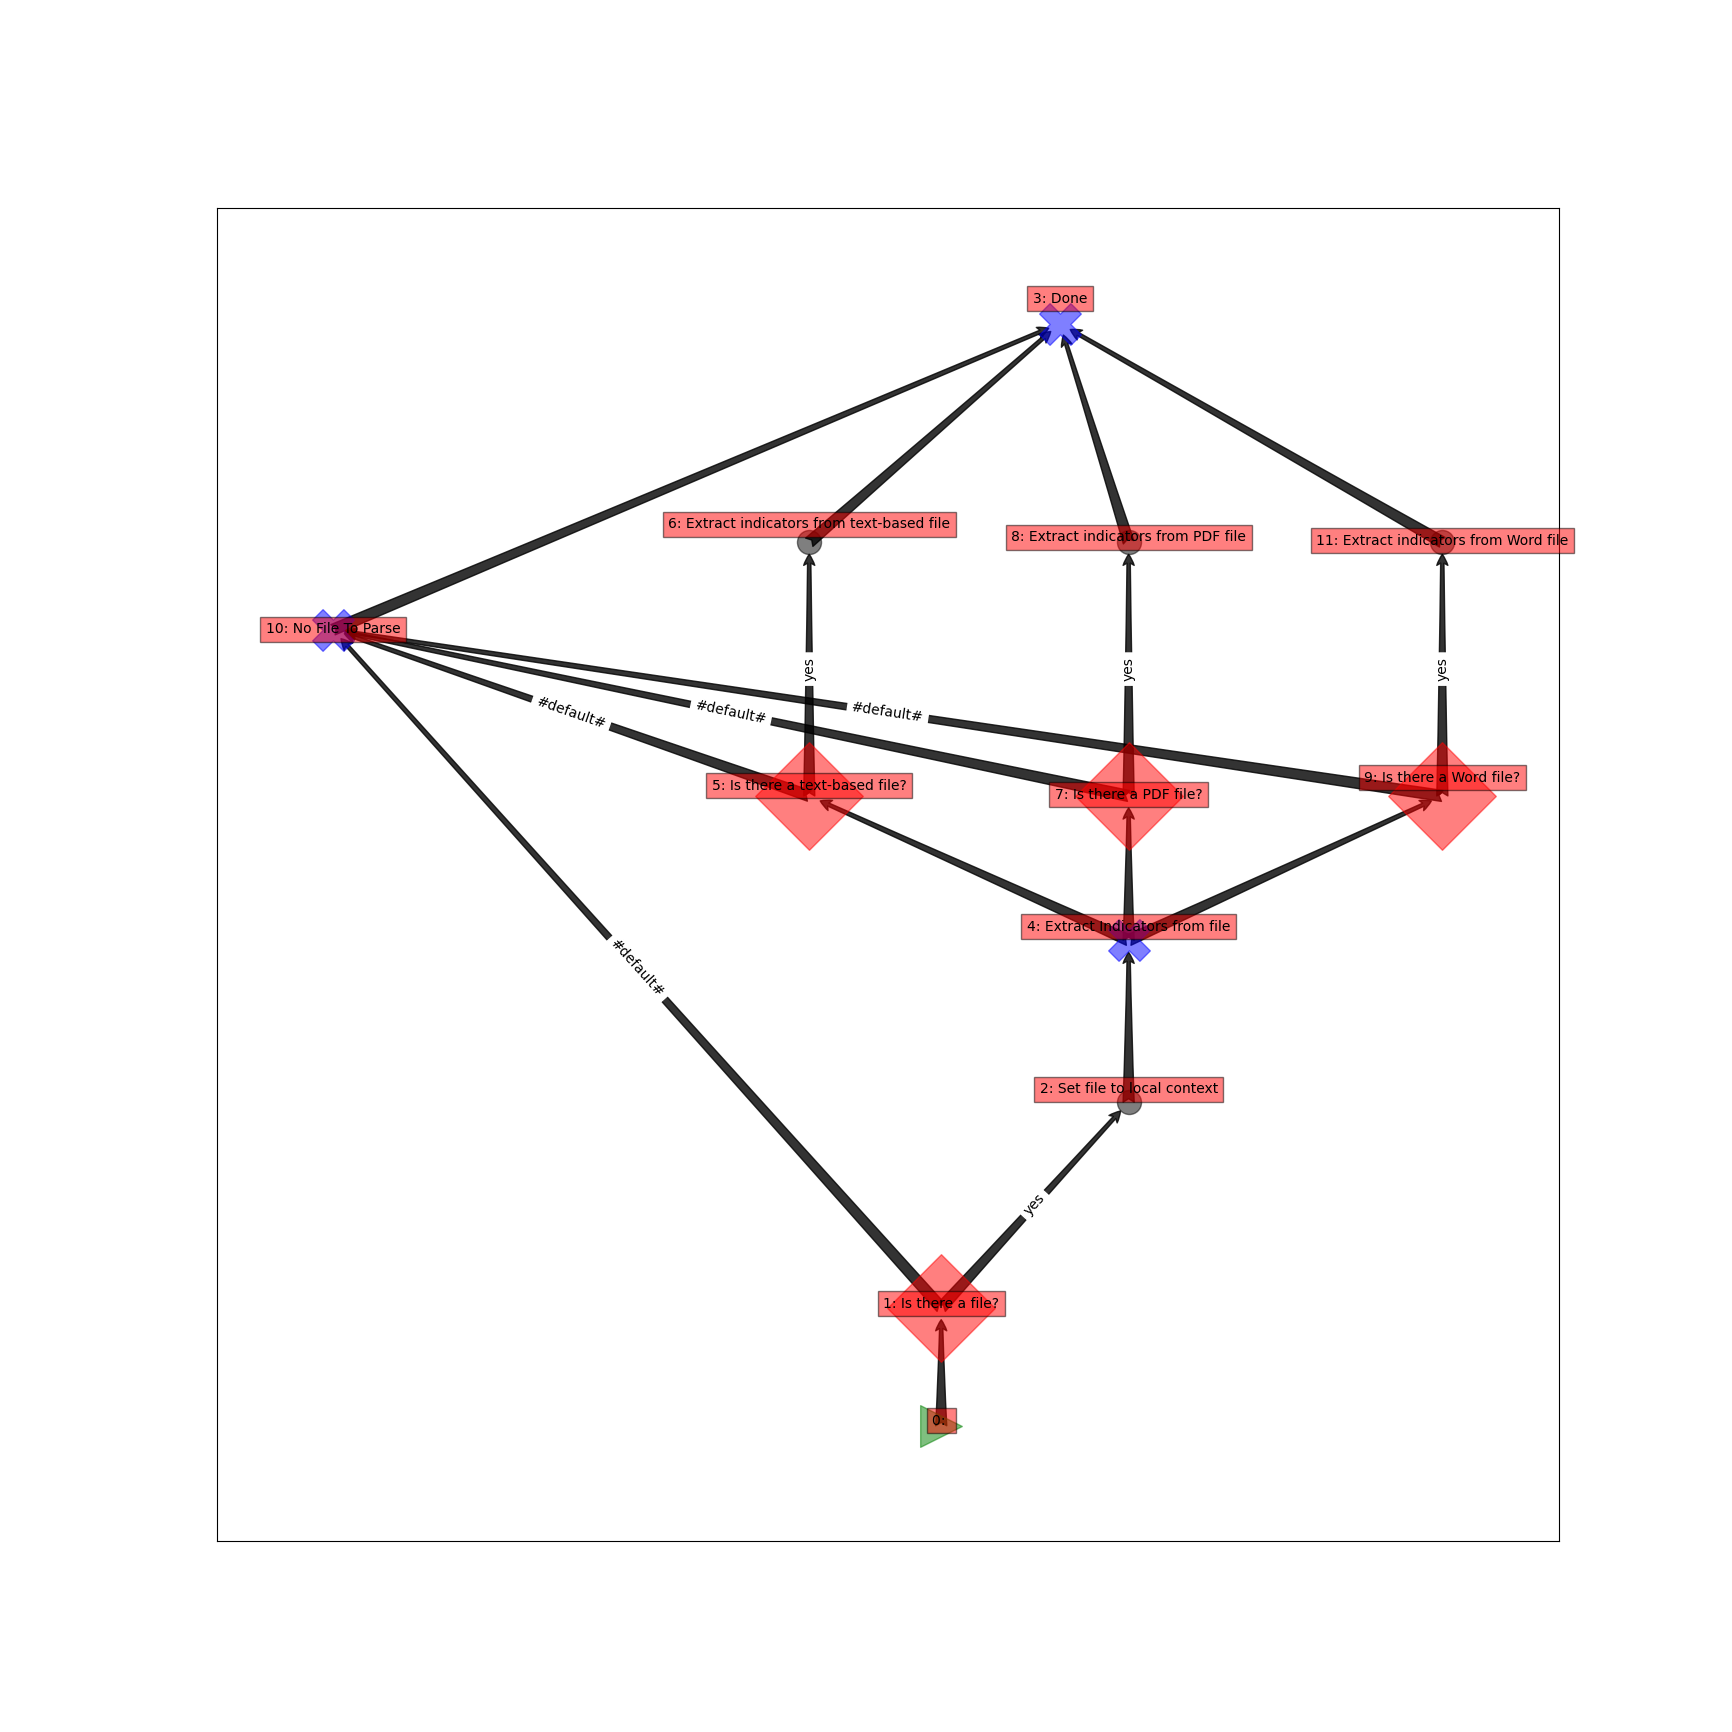 3: Done
6: Extract indicators from text-based file
8: Extract indicators from PDF file
11: Extract indicators from Word file
10: No File To Parse
yes
yes
yes
#default#
#default#
#default#
5: Is there a text-based file?
7: Is there a PDF file?
9: Is there a Word file?
4: Extract Indicators from file
#default#
2: Set file to local context
yes
1: Is there a file?
0: